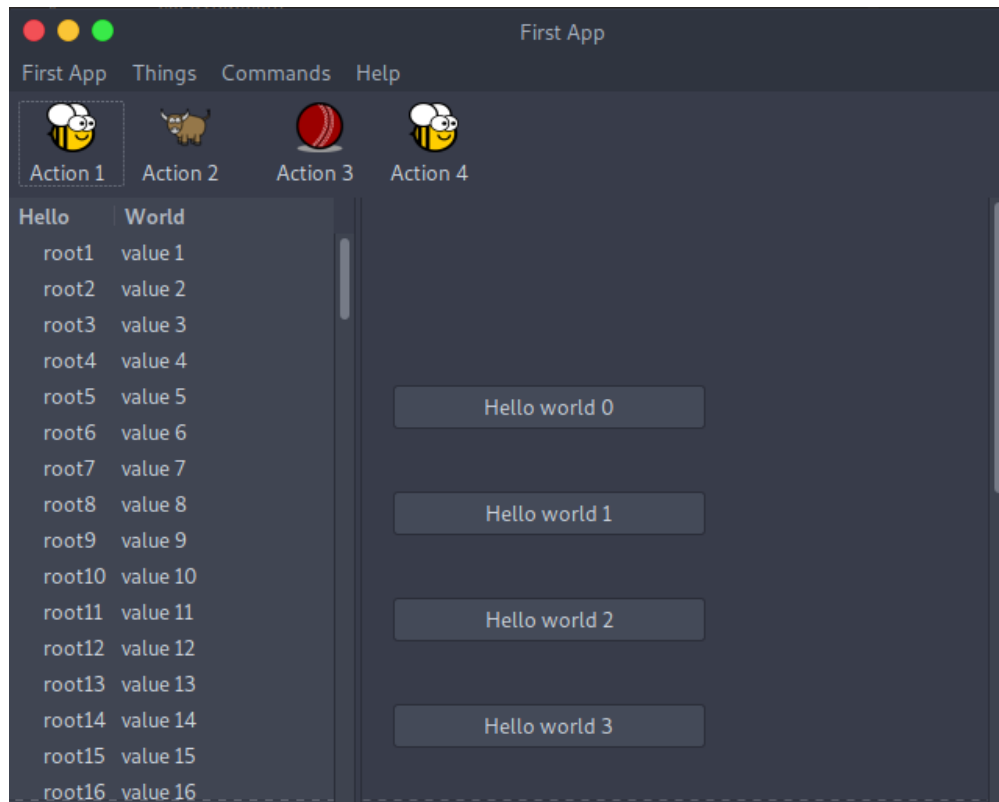 First App
First App Things Commands Help
Action 1 Action 2 Action 3 Action 4
Hello World
root1 value 1
root2 value 2
root3 value 3
root4 value 4
root5 value 5
root6 value 6
root7 value 7
root8 value 8
root9 value 9
root10 value 10
root11 value 11
root12 value 12
root13 value 13
root14 value 14
root15 value 15
root16 value 16
Hello world 0
Hello world 1
Hello world 2
Hello world 3